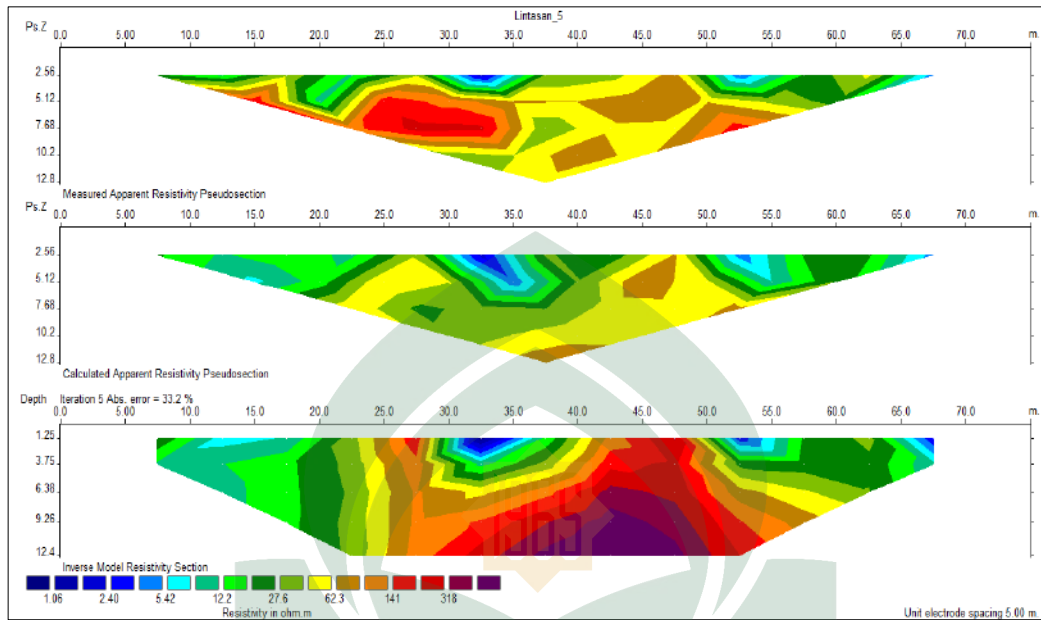 Lintasan_5
Ps.Z 0.0 5.00 10.0 15.0 20.0 25.0 30.0 35.0 40.0 45.0 50.0 55.0 60.0 65.0 70.0 m.
2.56
5.12
7.68
10.2
12.8
Measured Apparent Resistivity Pseudosection
Ps.Z 0.0 5.00 10.0 15.0 20.0 25.0 30.0 35.0 40.0 45.0 50.0 55.0 60.0 65.0 70.0 m.
2.56
5.12
7.68
10.2
12.8
Calculated Apparent Resistivity Pseudosection
Depth Iteration 5 Abs. error = 33.2 %
0.0 5.00 10.0 15.0 20.0 25.0 30.0 35.0 40.0 45.0 50.0 55.0 60.0 65.0 70.0 m.
1.25
3.75
6.38
9.26
12.4
Inverse Model Resistivity Section
1.06 2.40 5.42 12.2 27.6 62.3 141 318
Resistivity in ohm.m
Unit electrode spacing 5.00 m.
1965